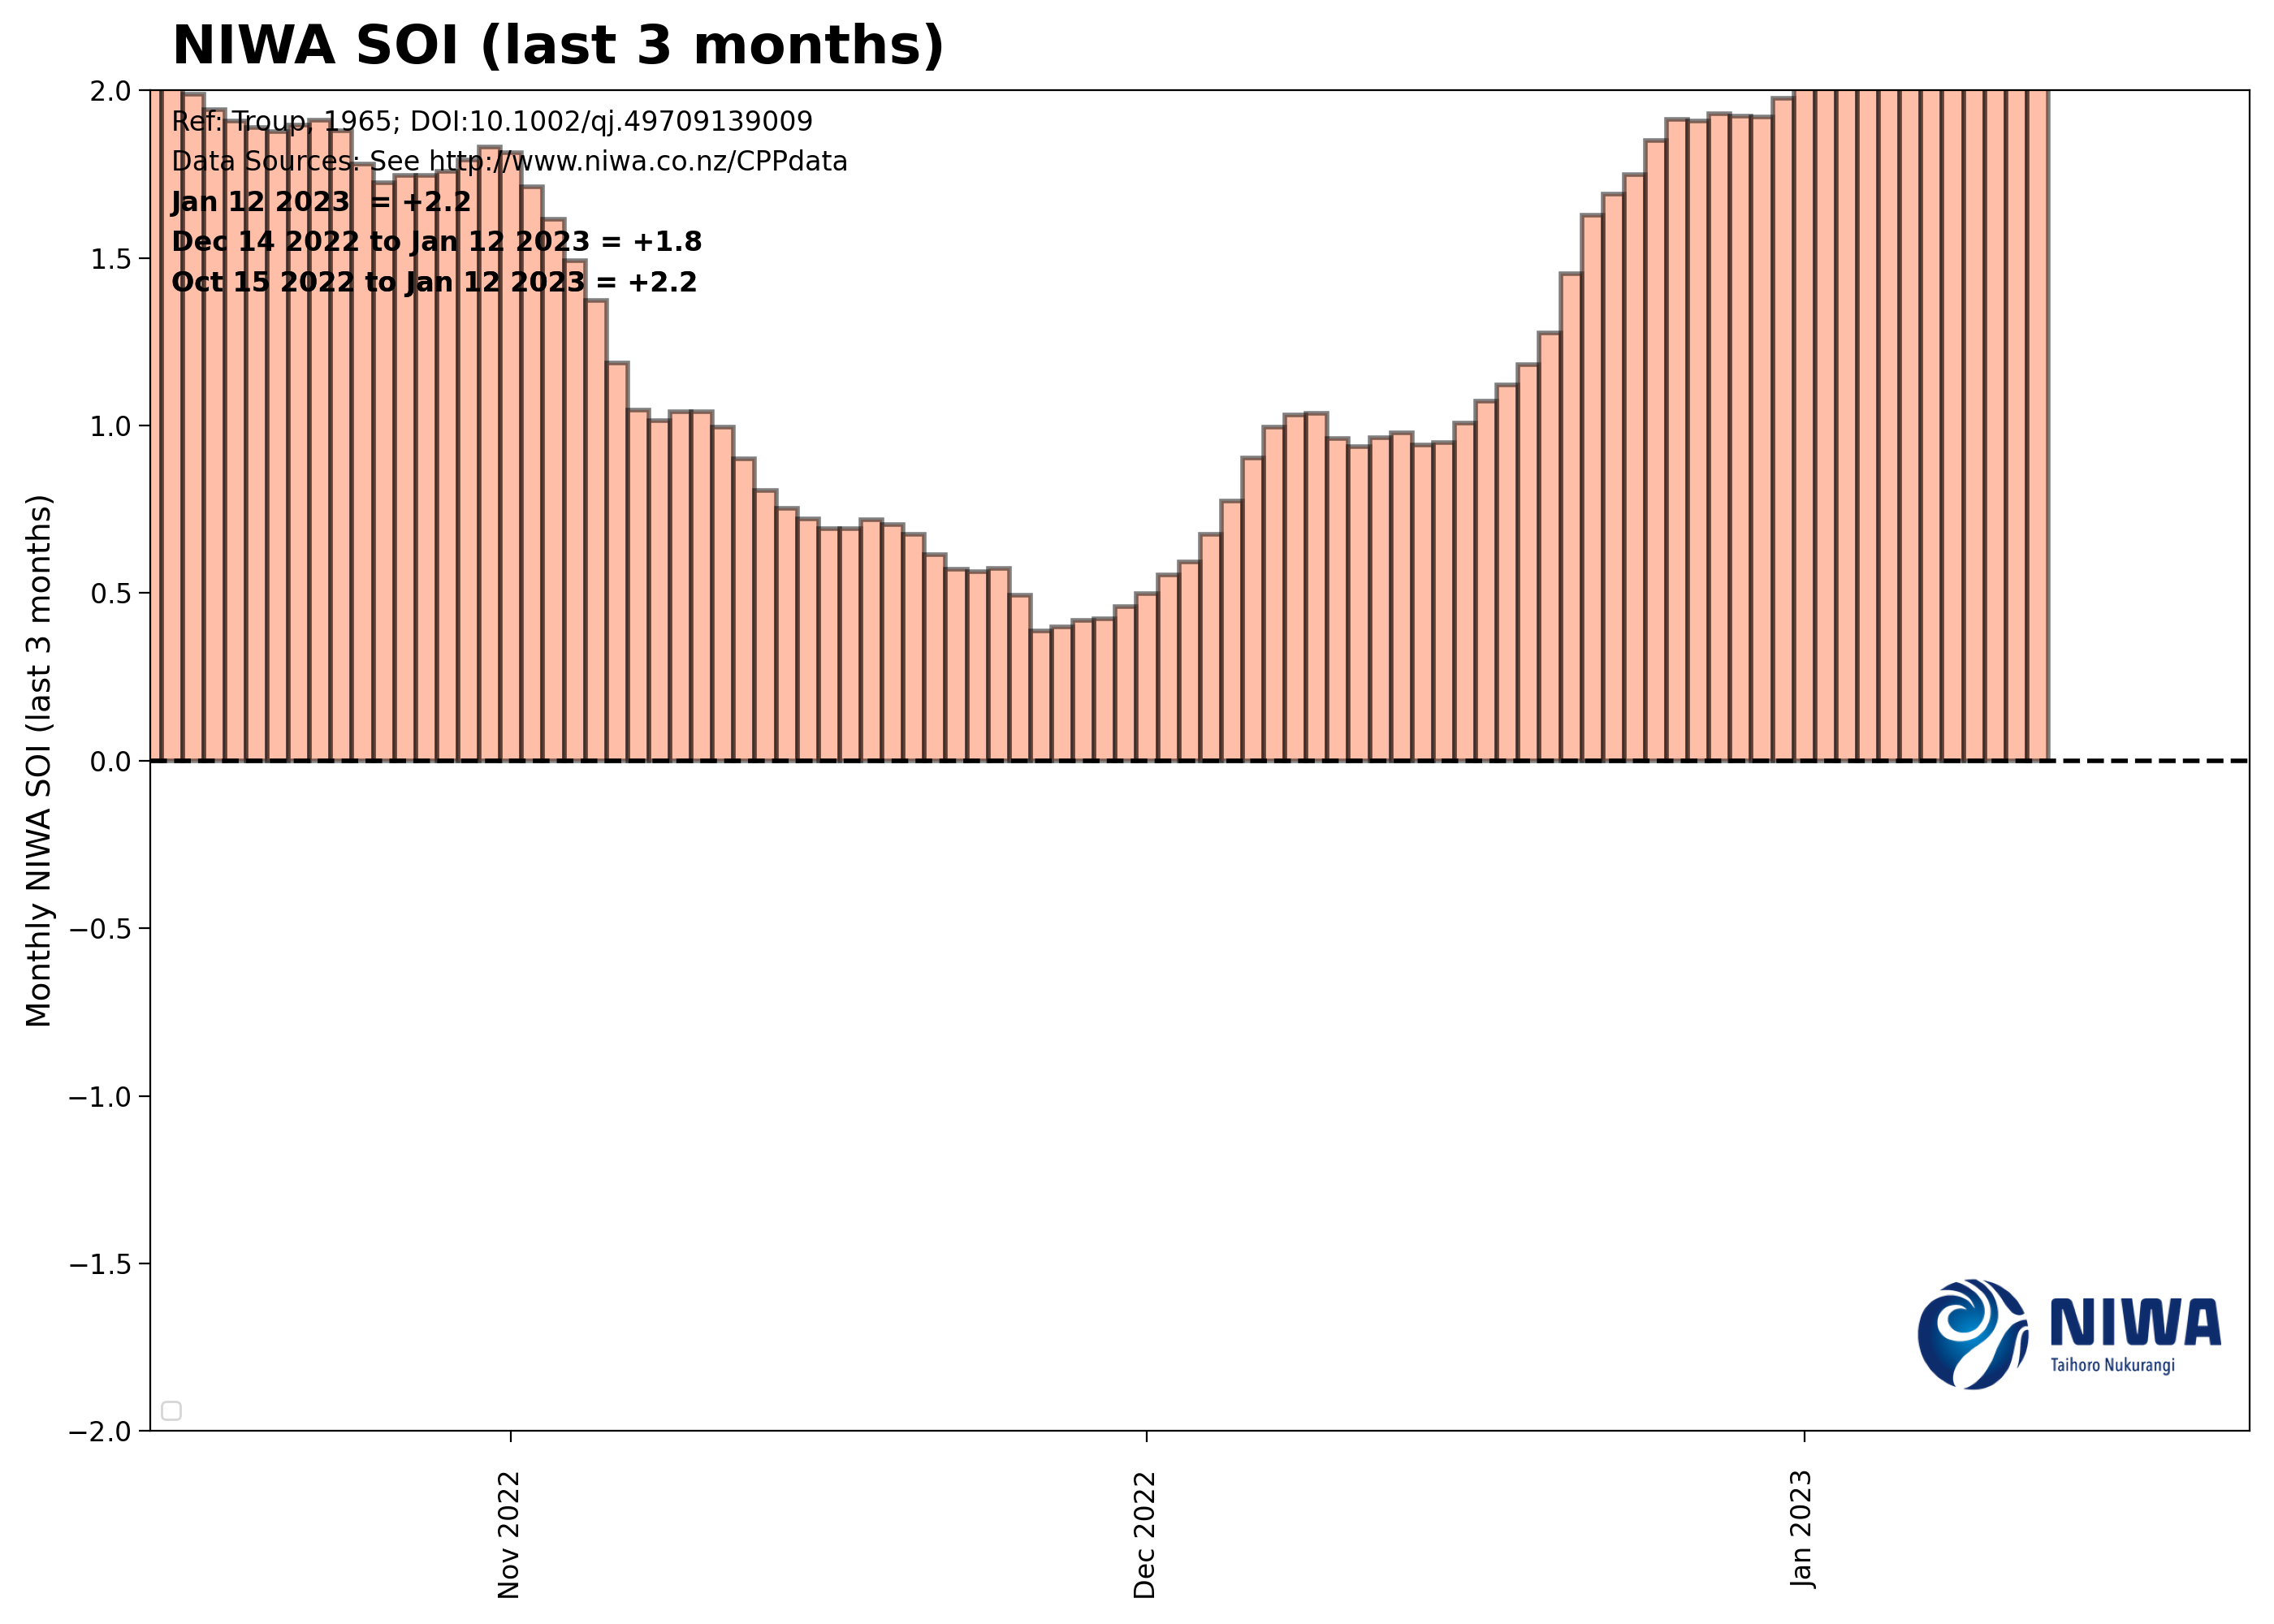 NIWA SOI (last 3 months)
2.0
1.5
1.0
0.5
0.0
−0.5
−1.0
−1.5
−2.0
Monthly NIWA SOI (last 3 months)
Ref: Troup, 1965; DOI:10.1002/qj.49709139009
Data Sources: See http://www.niwa.co.nz/CPPdata
Jan 12 2023 = +2.2
Dec 14 2022 to Jan 12 2023 = +1.8
Oct 15 2022 to Jan 12 2023 = +2.2
NIWA
Taihoro Nukurangi
Nov 2022
Dec 2022
Jan 2023